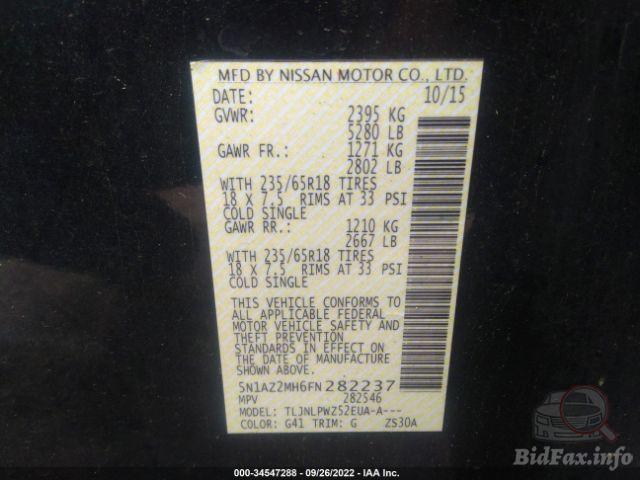 MFD BY NISSAN MOTOR CO., LTD.
DATE: 10/15
GVWR: 2395 KG
5280 LB
GAWR FR.: 1271 KG
2802 LB
WITH 235/65R18 TIRES
18 X 7.5 RIMS AT 33 PSI
COLD SINGLE
GAWR RR.: 1210 KG
2667 LB
WITH 235/65R18 TIRES
18 X 7.5 RIMS AT 33 PSI
COLD SINGLE
THIS VEHICLE CONFORMS TO
ALL APPLICABLE FEDERAL
MOTOR VEHICLE SAFETY AND
THEFT PREVENTION
STANDARDS IN EFFECT ON
THE DATE OF MANUFACTURE
SHOWN ABOVE.
5N1AZ2MH6FN282237
MPV 282546
MODEL: TLJNLPWZ52EUA-A---
COLOR: G41 TRIM: G ZS30A
000-34547288 - 09/26/2022 - IAA Inc.
BidFax.info